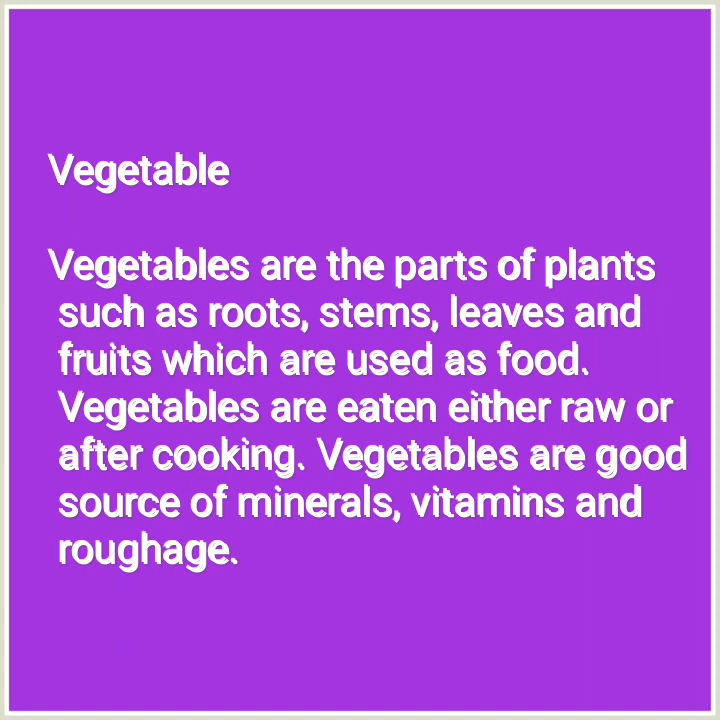 Vegetable
Vegetables are the parts of plants
such as roots, stems, leaves and
fruits which are used as food.
Vegetables are eaten either raw or
after cooking. Vegetables are good
source of minerals, vitamins and
roughage.